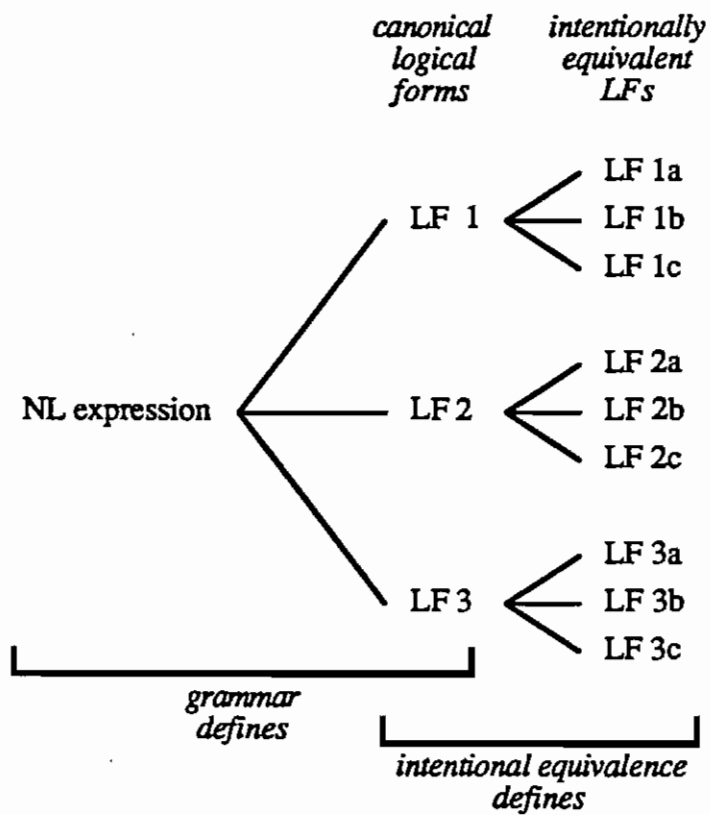 canonical
logical
forms
intentionally
equivalent
LFs
LF 1
LF 1a
LF 1b
LF 1c
NL expression
LF 2
LF 2a
LF 2b
LF 2c
LF 3
LF 3a
LF 3b
LF 3c
grammar
defines
intentional equivalence
defines